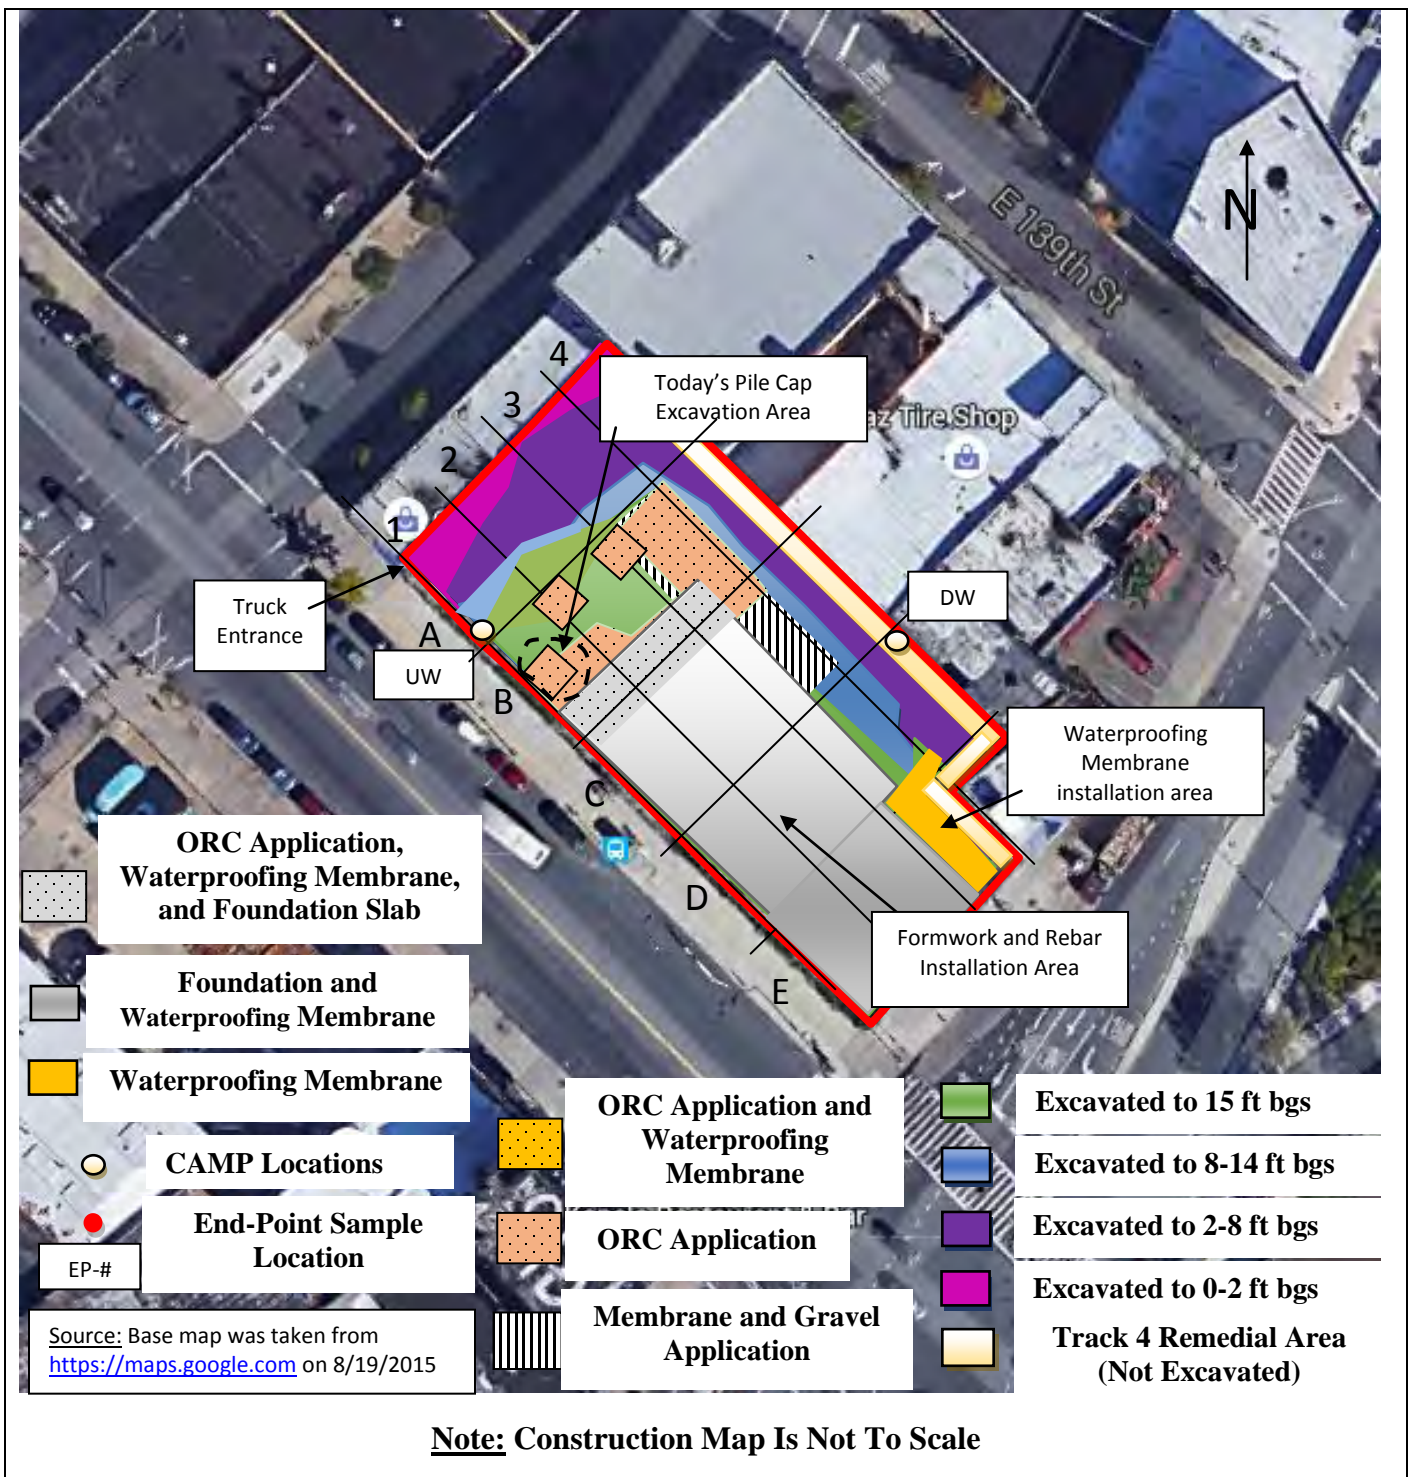 E 139th St
N
4
Today's Pile Cap
Excavation Area
3
az Tire Shop
2
1
Truck
Entrance
DW
A
UW
B
Waterproofing
Membrane
installation area
C
D
Formwork and Rebar
Installation Area
E
ORC Application,
Waterproofing Membrane,
and Foundation Slab
Foundation and
Waterproofing Membrane
Waterproofing Membrane
CAMP Locations
End-Point Sample
Location
EP-#
Source: Base map was taken from
https://maps.google.com on 8/19/2015
ORC Application and
Waterproofing
Membrane
ORC Application
Membrane and Gravel
Application
Excavated to 15 ft bgs
Excavated to 8-14 ft bgs
Excavated to 2-8 ft bgs
Excavated to 0-2 ft bgs
Track 4 Remedial Area
(Not Excavated)
Note: Construction Map Is Not To Scale